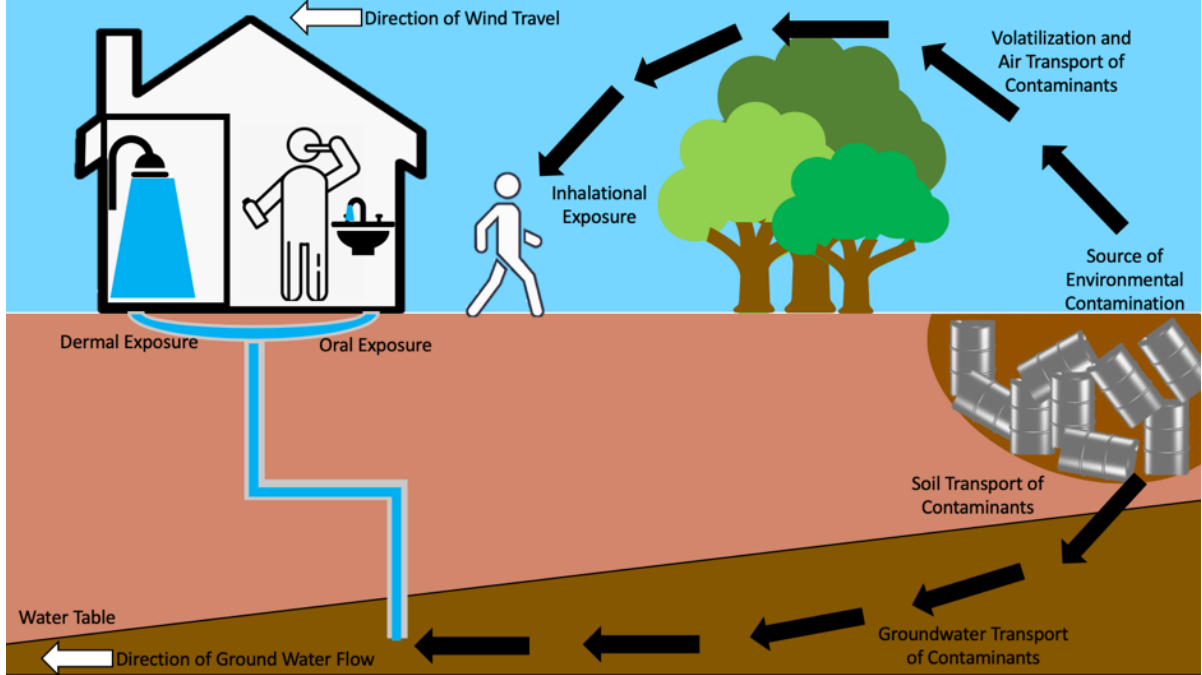 Direction of Wind Travel
Volatilization and
Air Transport of
Contaminants
Inhalational
Exposure
Source of
Environmental
Contamination
Dermal Exposure
Oral Exposure
Soil Transport of
Contaminants
Water Table
Groundwater Transport
of Contaminants
Direction of Ground Water Flow